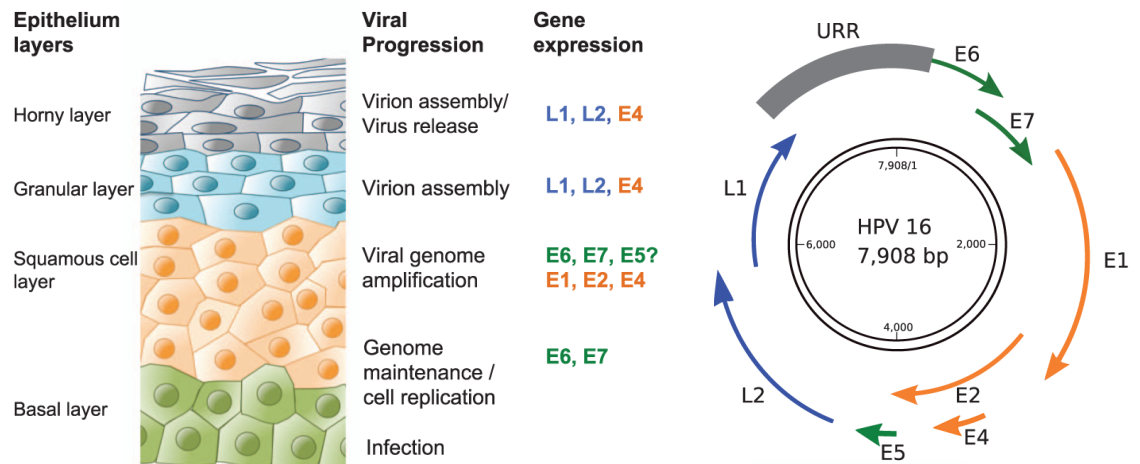 Epithelium
layers
Viral
Progression
Gene
expression
Horny layer
Virion assembly/
Virus release
L1, L2, E4
Granular layer
Virion assembly
L1, L2, E4
Squamous cell
layer
Viral genome
amplification
E6, E7, E5?
E1, E2, E4
Genome
maintenance /
cell replication
E6, E7
Basal layer
Infection
URR
E6
E7
L1
7,908/1
HPV 16
7,908 bp
6,000
2,000
E1
4,000
L2
E2
E4
E5